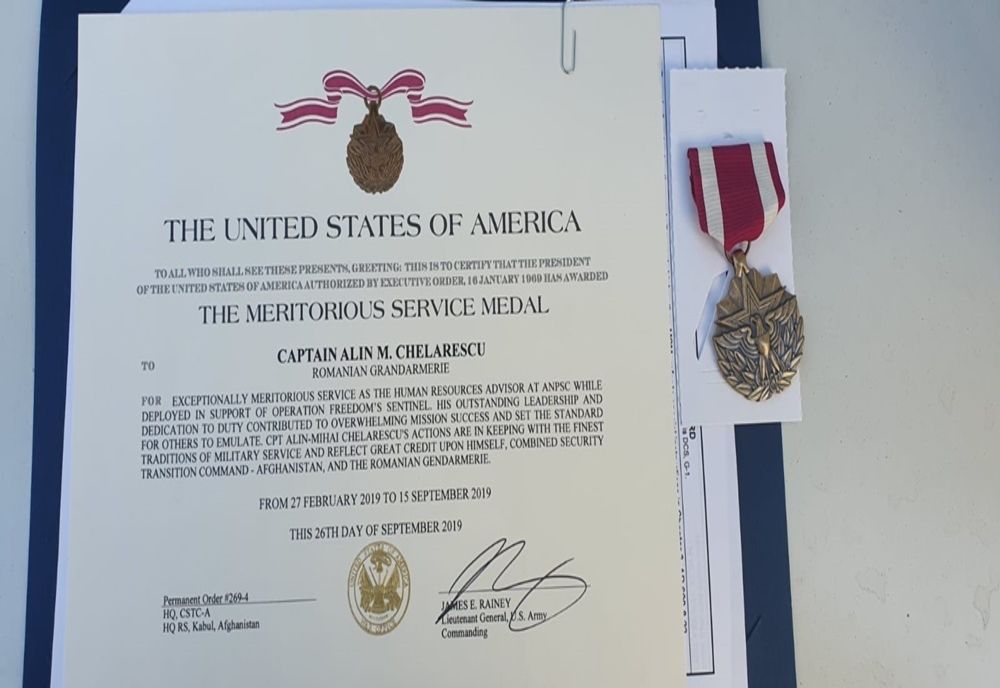 THE UNITED STATES OF AMERICA
TO ALL WHO SHALL SEE THESE PRESENTS, GREETING: THIS IS TO CERTIFY THAT THE PRESIDENT
OF THE UNITED STATES OF AMERICA AUTHORIZED BY EXECUTIVE ORDER, 16 JANUARY 1969 HAS AWARDED
THE MERITORIOUS SERVICE MEDAL
TO CAPTAIN ALIN M. CHELARESCU
ROMANIAN GRANDARMERIE
FOR EXCEPTIONALLY MERITORIOUS SERVICE AS THE HUMAN RESOURCES ADVISOR AT ANPSC WHILE
DEPLOYED IN SUPPORT OF OPERATION FREEDOM'S SENTINEL. HIS OUTSTANDING LEADERSHIP AND
DEDICATION TO DUTY CONTRIBUTED TO OVERWHELMING MISSION SUCCESS AND SET THE STANDARD
FOR OTHERS TO EMULATE. CPT ALIN-MIHAI CHELARESCU'S ACTIONS ARE IN KEEPING WITH THE FINEST
TRADITIONS OF MILITARY SERVICE AND REFLECT GREAT CREDIT UPON HIMSELF, COMBINED SECURITY
TRANSITION COMMAND - AFGHANISTAN, AND THE ROMANIAN GENDARMERIE.
FROM 27 FEBRUARY 2019 TO 15 SEPTEMBER 2019
THIS 26TH DAY OF SEPTEMBER 2019
Permanent Order #269-4
HQ, CSTC-A
HQ RS, Kabul, Afghanistan
JAMES E. RAINEY
Lieutenant General, U.S. Army
Commanding
RD
DCS, G-1.